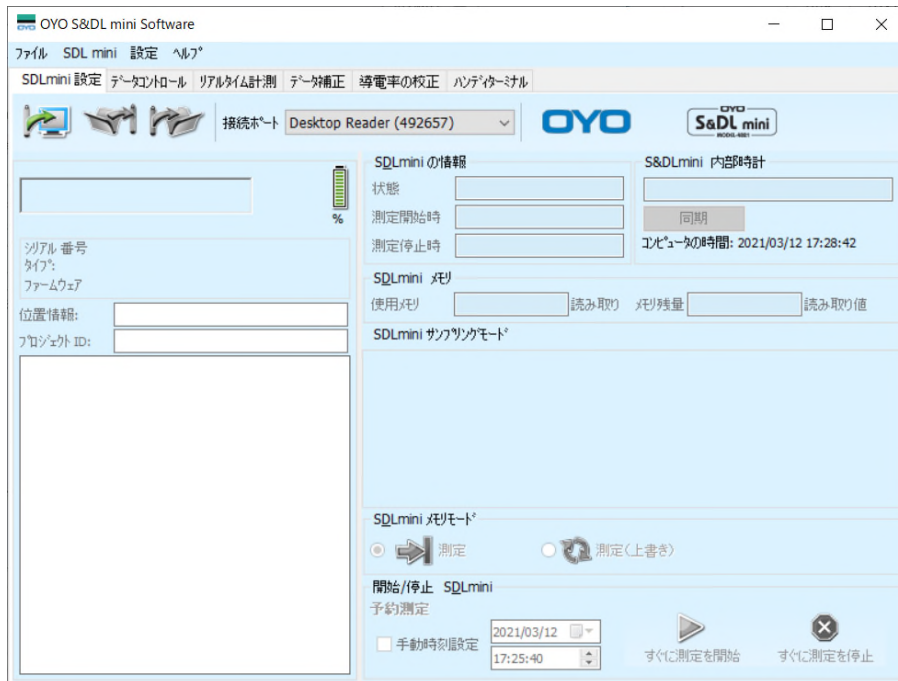 OYO S&DL mini Software
ファイル SDL mini 設定 ヘルプ
SDLmini 設定 データコントロール リアルタイム計測 データ補正 導電率の校正 ハンディターミナル
接続ポート Desktop Reader (492657) OYO OYO S&DL mini MODEL-4801
SDLminiの情報
状態
測定開始時
測定停止時
S&DLmini 内部時計
同期
コンピュータの時間: 2021/03/12 17:28:42
%
シリアル 番号
タイプ:
ファームウェア
位置情報:
プロジェクト ID:
SDLmini メモリ
使用メモリ 読み取り メモリ残量 読み取り値
SDLmini サンプリングモード
SDLmini メモリモード
測定 測定(上書き)
開始/停止 SDLmini
予約測定
手動時刻設定 2021/03/12
17:25:40
すぐに測定を開始 すぐに測定を停止